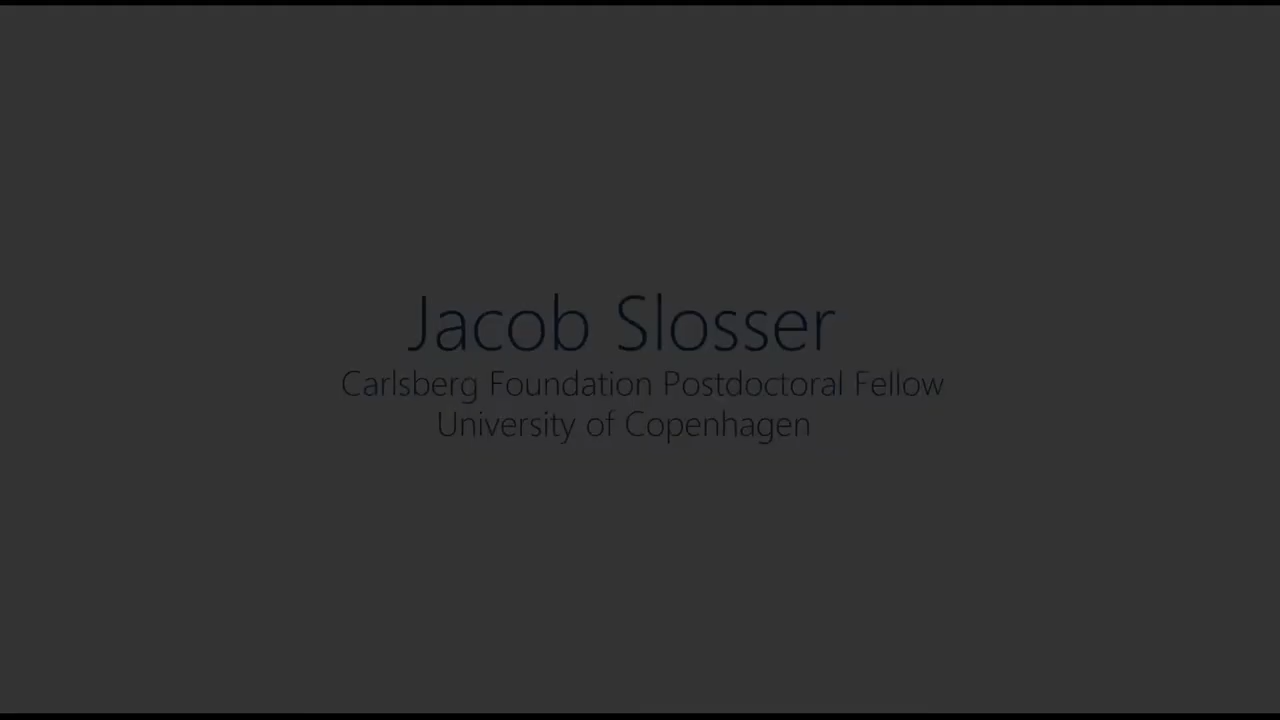 Jacob Slosser
Carlsberg Foundation Postdoctoral Fellow
University of Copenhagen